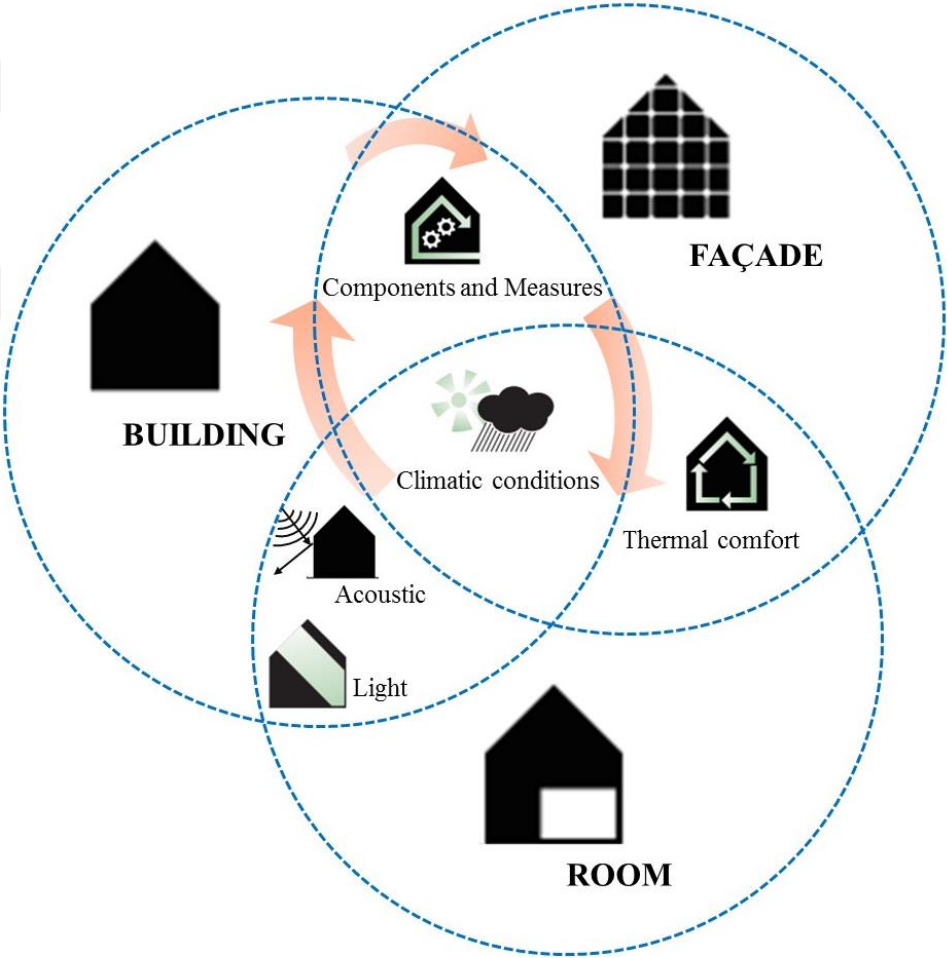 FAÇADE
Components and Measures
BUILDING
Climatic conditions
Thermal comfort
Acoustic
Light
ROOM